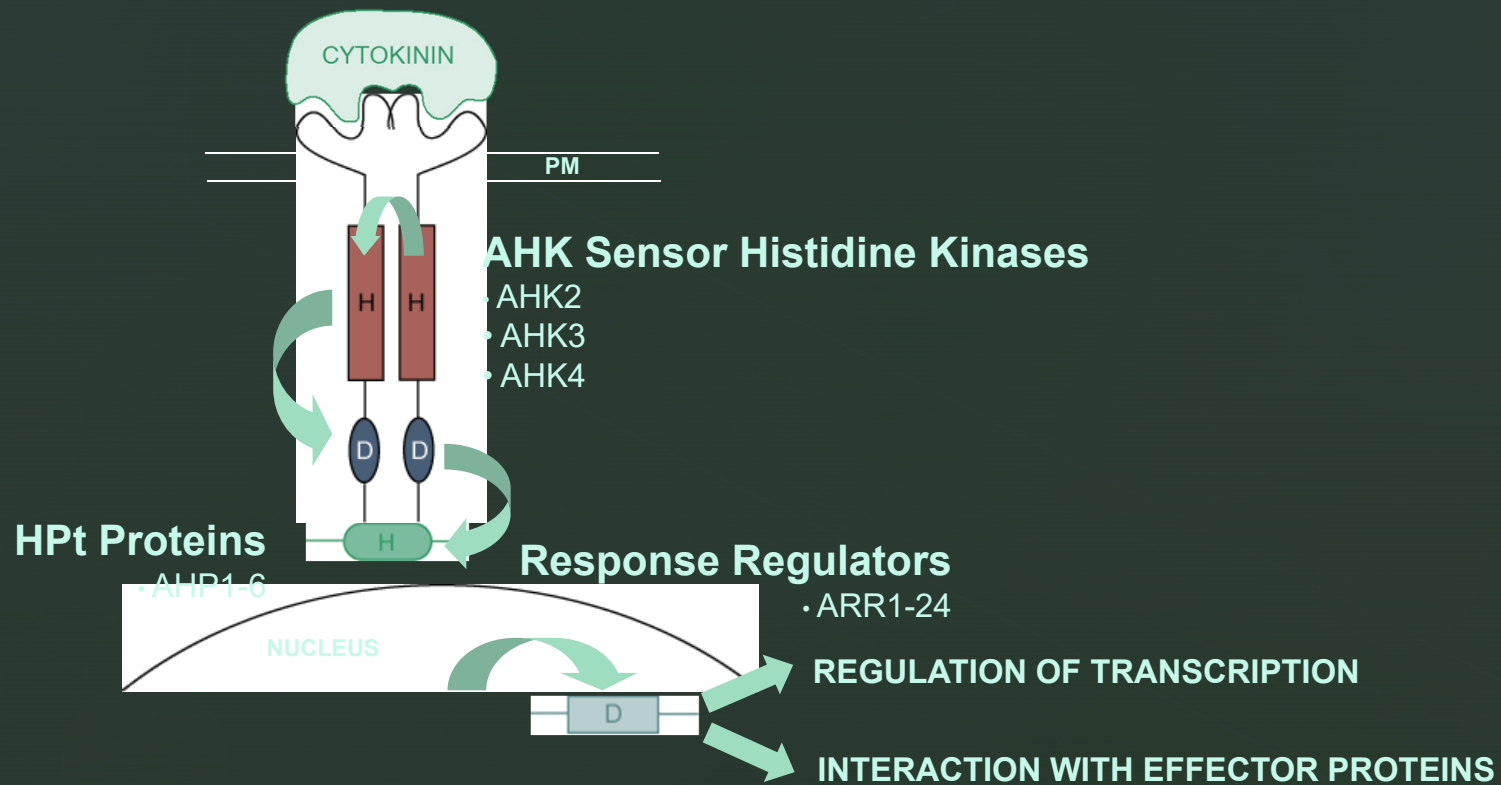 CYTOKININ
PM
AHK Sensor Histidine Kinases
• AHK2
• AHK3
• AHK4
H H
D D
HPt Proteins
• AHP1-6
H
Response Regulators
• ARR1-24
NUCLEUS
REGULATION OF TRANSCRIPTION
D
INTERACTION WITH EFFECTOR PROTEINS